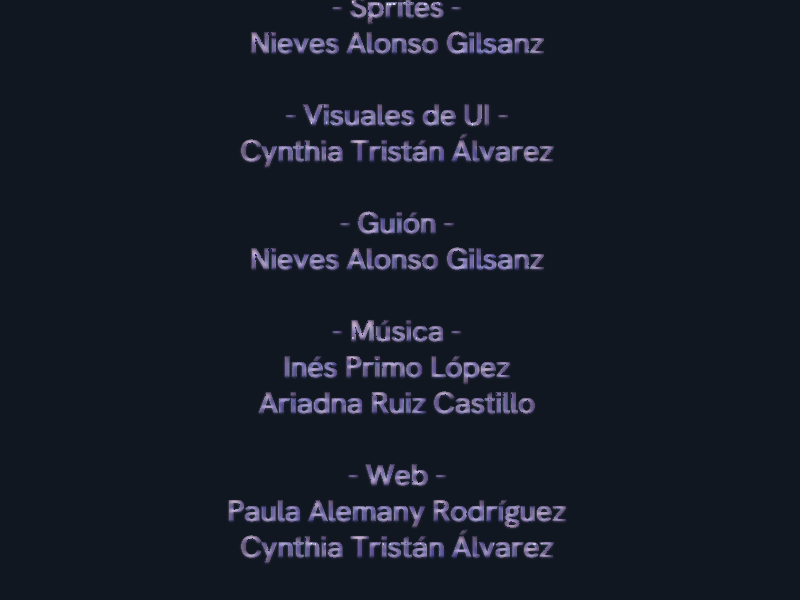 - Sprites -
Nieves Alonso Gilsanz
- Visuales de UI -
Cynthia Tristán Álvarez
- Guión -
Nieves Alonso Gilsanz
- Música -
Inés Primo López
Ariadna Ruiz Castillo
- Web -
Paula Alemany Rodríguez
Cynthia Tristán Álvarez